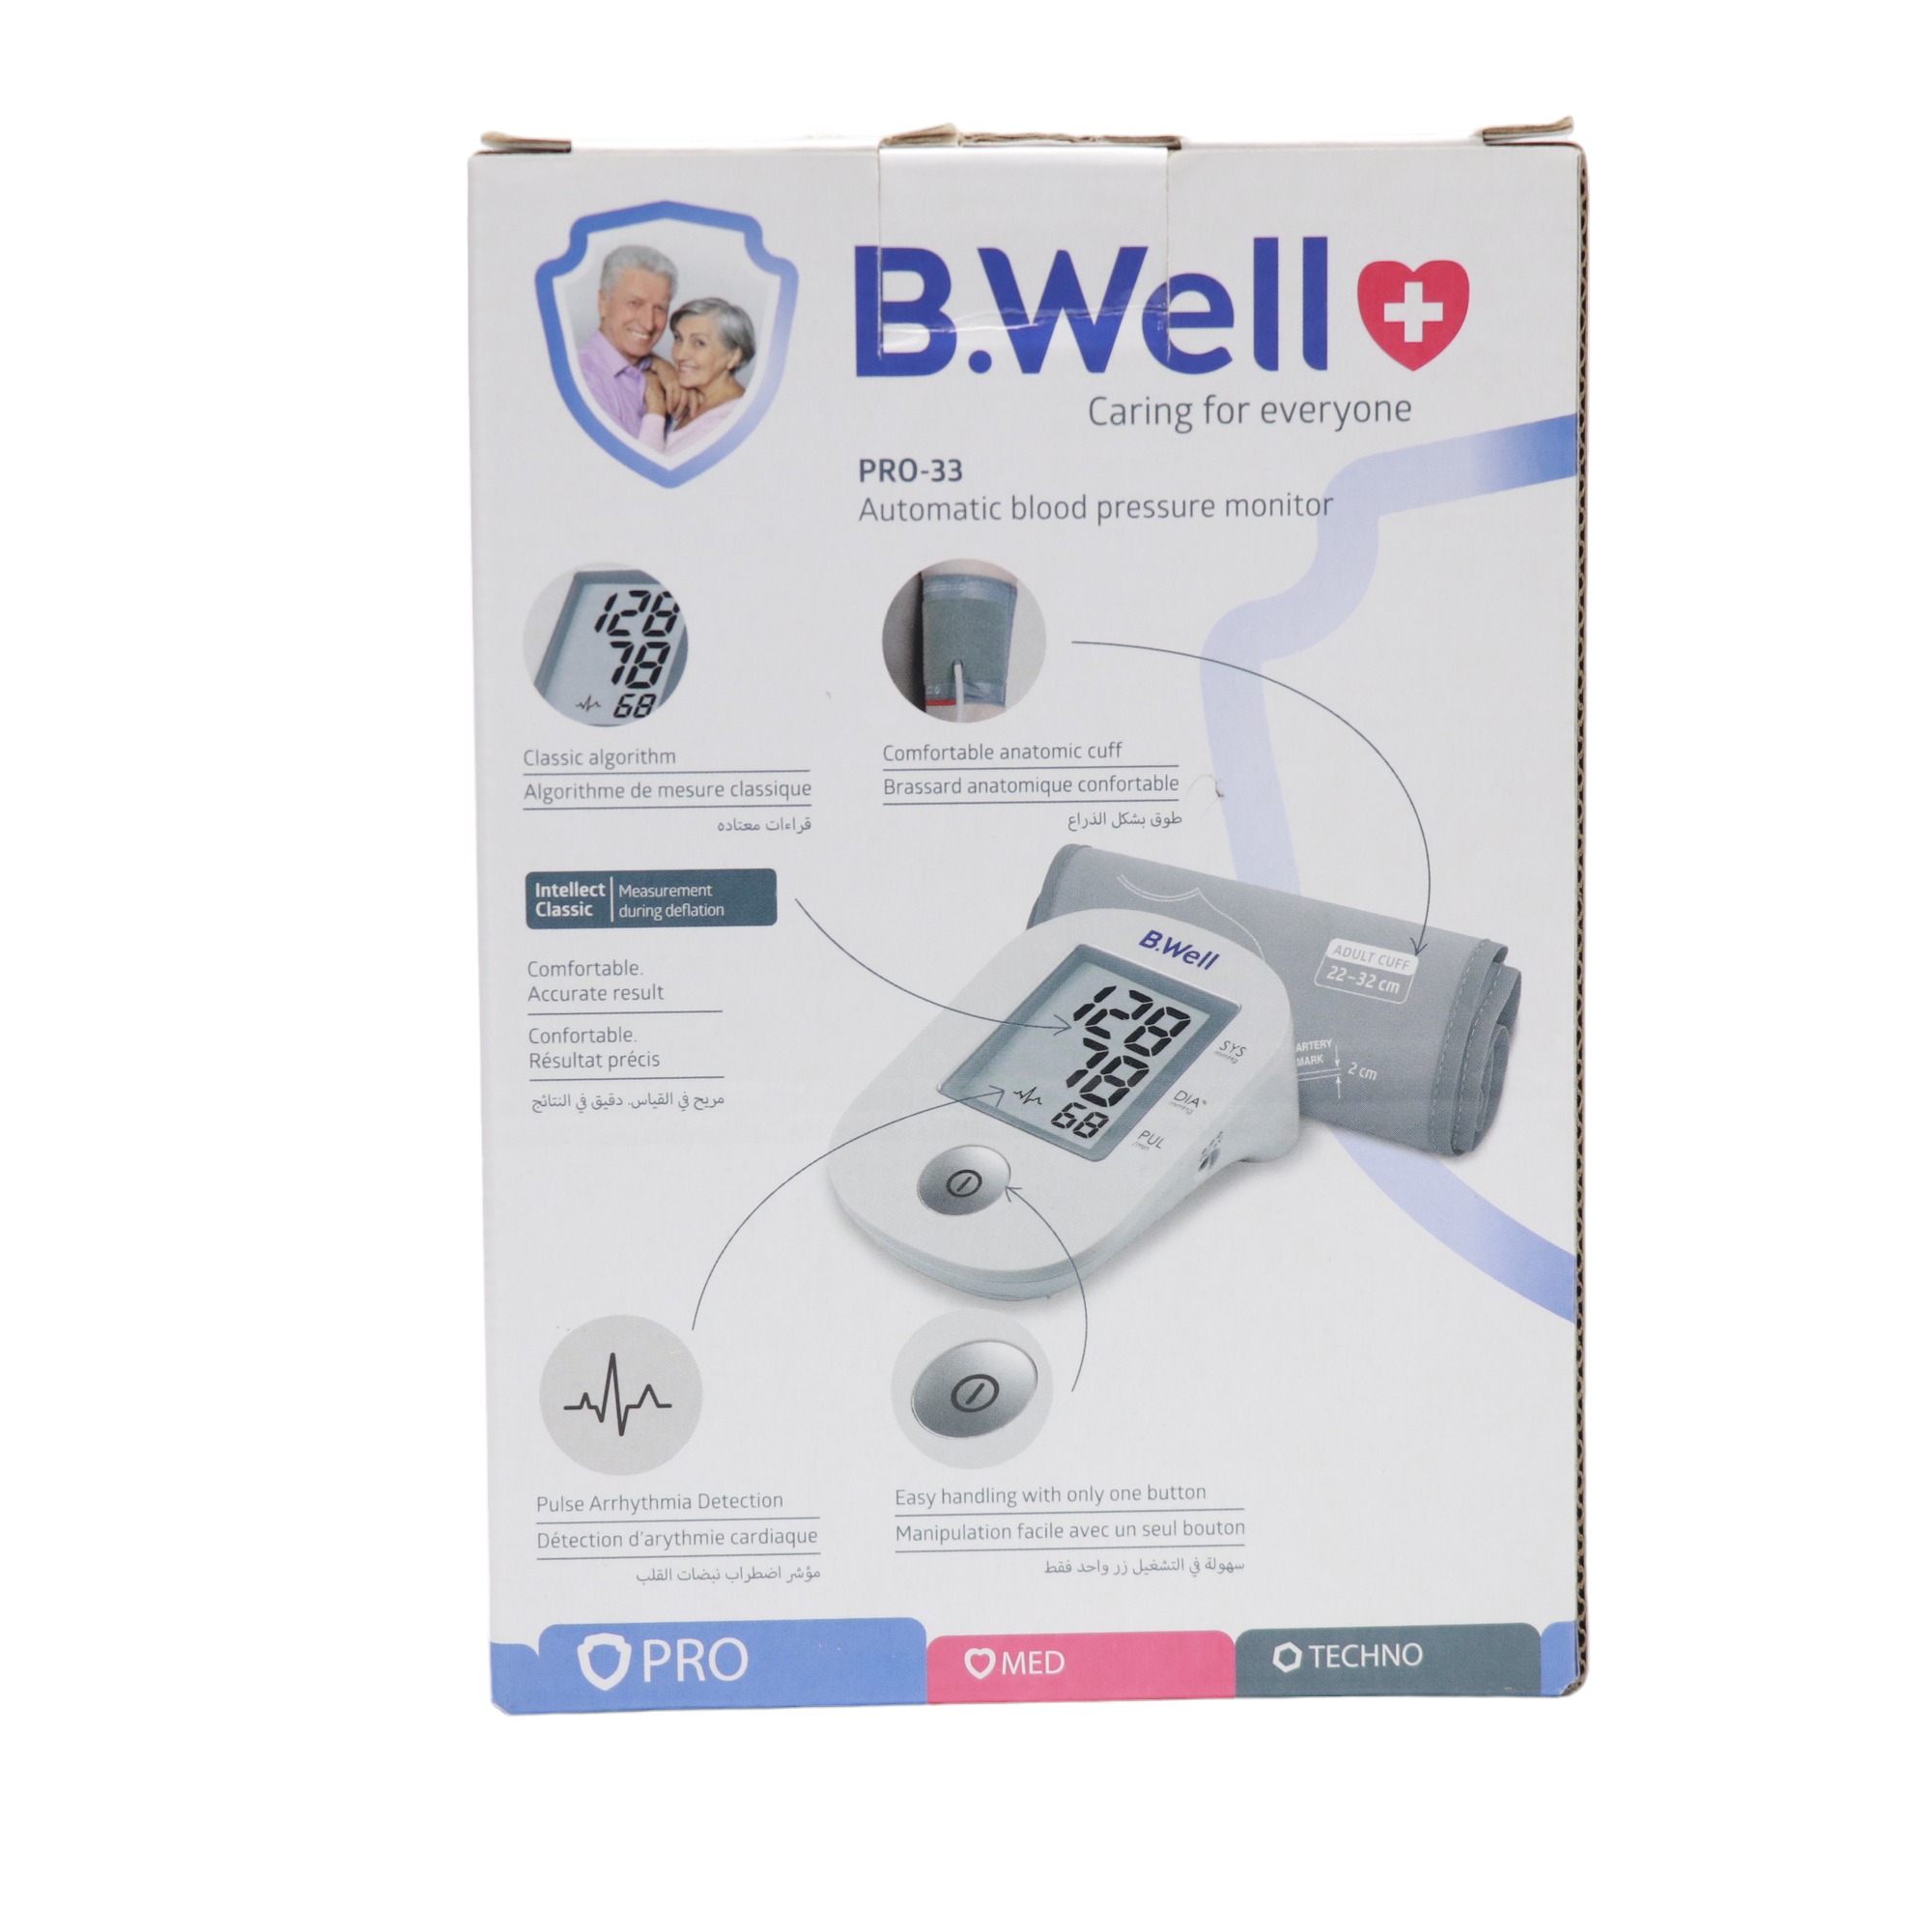 B.Well
Caring for everyone
PRO-33
Automatic blood pressure monitor
128
78
68
Classic algorithm
Algorithme de mesure classique
قراءات معتاده
Comfortable anatomic cuff
Brassard anatomique confortable
طوق بشكل الذراع
Intellect Classic
Measurement during deflation
Comfortable.
Accurate result
Confortable.
Résultat précis
مريح في القياس. دقيق في النتائج
B.Well
128
78
68
SYS
mmHg
DIA
mmHg
PUL
/min
ADULT CUFF
22-32 cm
ARTERY
MARK
2 cm
Pulse Arrhythmia Detection
Détection d'arythmie cardiaque
مؤشر اضطراب نبضات القلب
Easy handling with only one button
Manipulation facile avec un seul bouton
سهولة في التشغيل زر واحد فقط
PRO
MED
TECHNO